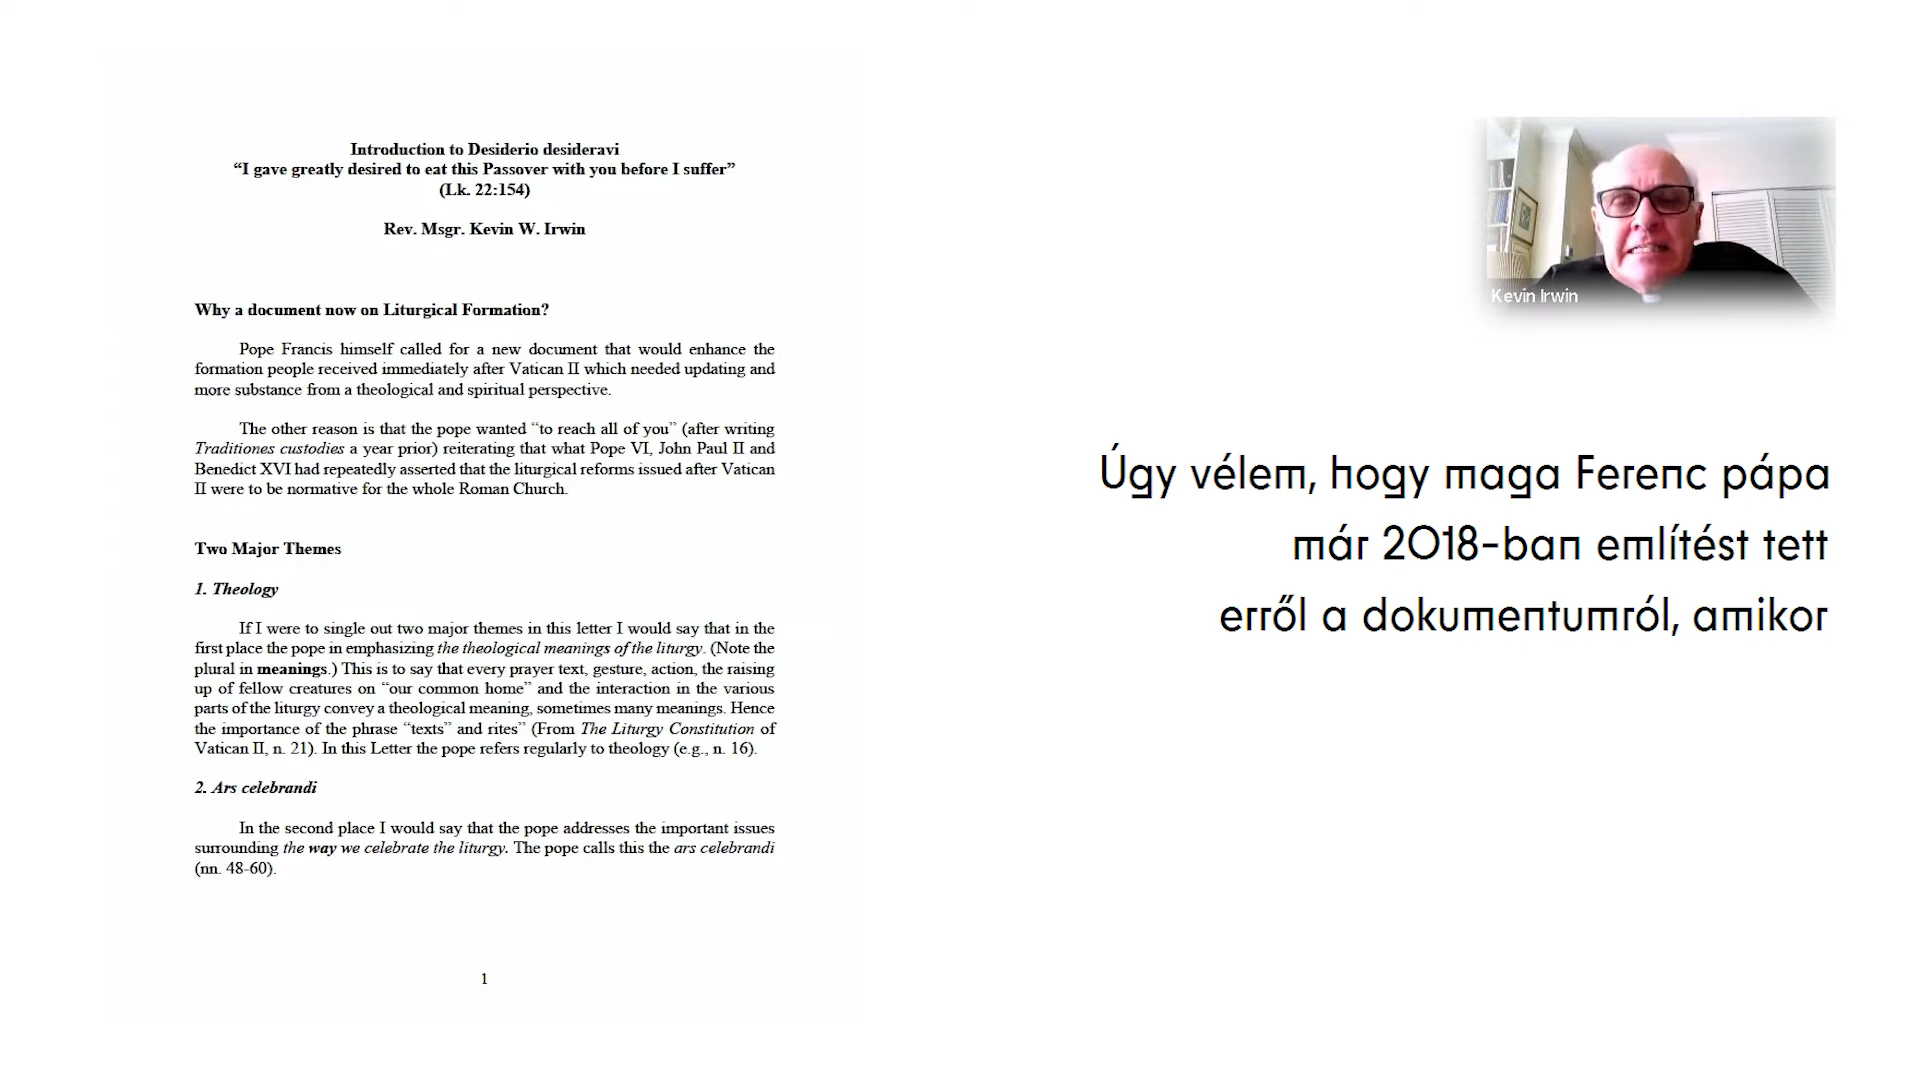 Introduction to Desiderio desideravi
“I gave greatly desired to eat this Passover with you before I suffer”
(Lk. 22:154)
Rev. Msgr. Kevin W. Irwin
Why a document now on Liturgical Formation?
Pope Francis himself called for a new document that would enhance the
formation people received immediately after Vatican II which needed updating and
more substance from a theological and spiritual perspective.
The other reason is that the pope wanted “to reach all of you” (after writing
Traditiones custodies a year prior) reiterating that what Pope VI, John Paul II and
Benedict XVI had repeatedly asserted that the liturgical reforms issued after Vatican
II were to be normative for the whole Roman Church.
Two Major Themes
1. Theology
If I were to single out two major themes in this letter I would say that in the
first place the pope in emphasizing the theological meanings of the liturgy. (Note the
plural in meanings.) This is to say that every prayer text, gesture, action, the raising
up of fellow creatures on “our common home” and the interaction in the various
parts of the liturgy convey a theological meaning, sometimes many meanings. Hence
the importance of the phrase “texts” and rites” (From The Liturgy Constitution of
Vatican II, n. 21). In this Letter the pope refers regularly to theology (e.g., n. 16).
2. Ars celebrandi
In the second place I would say that the pope addresses the important issues
surrounding the way we celebrate the liturgy. The pope calls this the ars celebrandi
(nn. 48-60).
1
Kevin Irwin
Úgy vélem, hogy maga Ferenc pápa
már 2018-ban említést tett
erről a dokumentumról, amikor